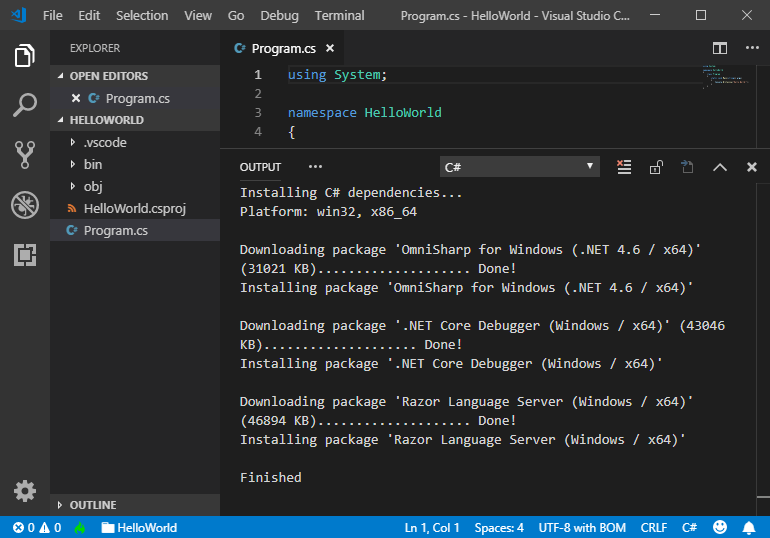 File Edit Selection View Go Debug Terminal Program.cs - HelloWorld - Visual Studio C...
EXPLORER
OPEN EDITORS
Program.cs
HELLOWORLD
.vscode
bin
obj
HelloWorld.csproj
C# Program.cs
OUTLINE
C# Program.cs
1 using System;
2
3 namespace HelloWorld
4 {
OUTPUT ... C#
Installing C# dependencies...
Platform: win32, x86_64
Downloading package 'OmniSharp for Windows (.NET 4.6 / x64)'
(31021 KB).................... Done!
Installing package 'OmniSharp for Windows (.NET 4.6 / x64)'
Downloading package '.NET Core Debugger (Windows / x64)' (43046
KB).................... Done!
Installing package '.NET Core Debugger (Windows / x64)'
Downloading package 'Razor Language Server (Windows / x64)'
(46894 KB).................... Done!
Installing package 'Razor Language Server (Windows / x64)'
Finished
0 0 HelloWorld Ln 1, Col 1 Spaces: 4 UTF-8 with BOM CRLF C#